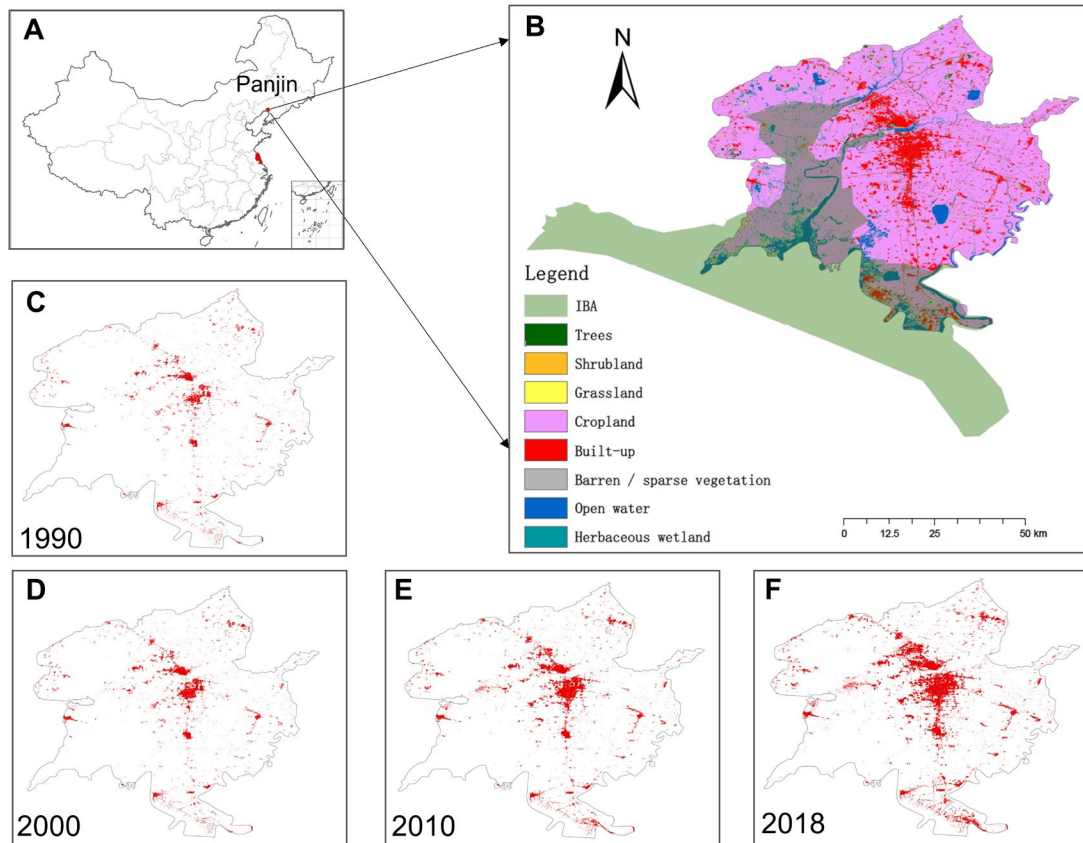 A
Panjin
B
N
Legend
IBA
Trees
Shrubland
Grassland
Cropland
Built-up
Barren / sparse vegetation
Open water
Herbaceous wetland
0 12.5 25 50 km
C
1990
D
2000
E
2010
F
2018